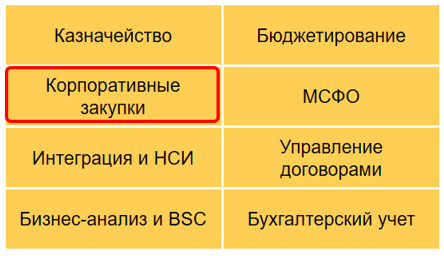 Казначейство
Бюджетирование
Корпоративные
закупки
МСФО
Интеграция и НСИ
Управление
договорами
Бизнес-анализ и BSC
Бухгалтерский учет